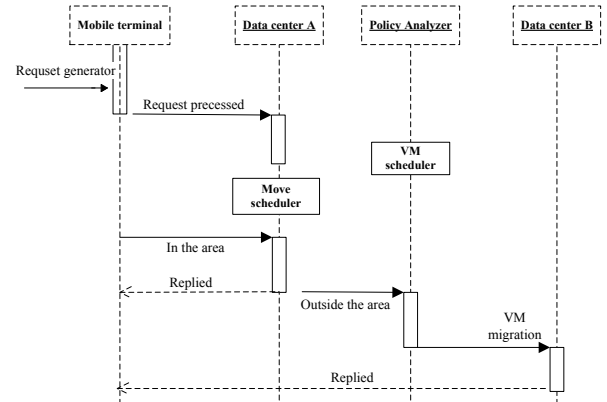 Mobile terminal
Data center A
Policy Analyzer
Data center B
Requset generator
Request precessed
VM
scheduler
Move
scheduler
In the area
Replied
Outside the area
VM
migration
Replied